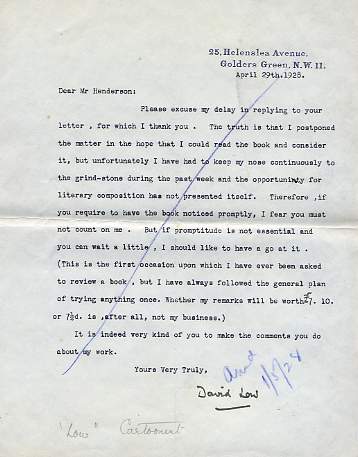 25, Helenslea Avenue,
Golders Green, N.W. 11.
April 29th. 1928.
Dear Mr Henderson:
Please excuse my delay in replying to your
letter , for which I thank you . The truth is that I postponed
the matter in the hope that I could read the book and consider
it, but unfortunately I have had to keep my nose continuously to
the grind-stone during the past week and the opportunity for
literary composition has not presented itself. Therefore ,if
you require to have the book noticed promptly, I fear you must
not count on me . But if promptitude is not essential and
you can wait a little , I should like to have a go at it .
(This is the first occasion upon which I have ever been asked
to review a book , but I have always followed the general plan
of trying anything once. Whether my remarks will be worth £7. 10.
or 7½d. is ,after all, not my business.)
It is indeed very kind of you to make the comments you do
about my work.
Yours Very Truly,
1/5/28
David Low
"Low" Cartoonist